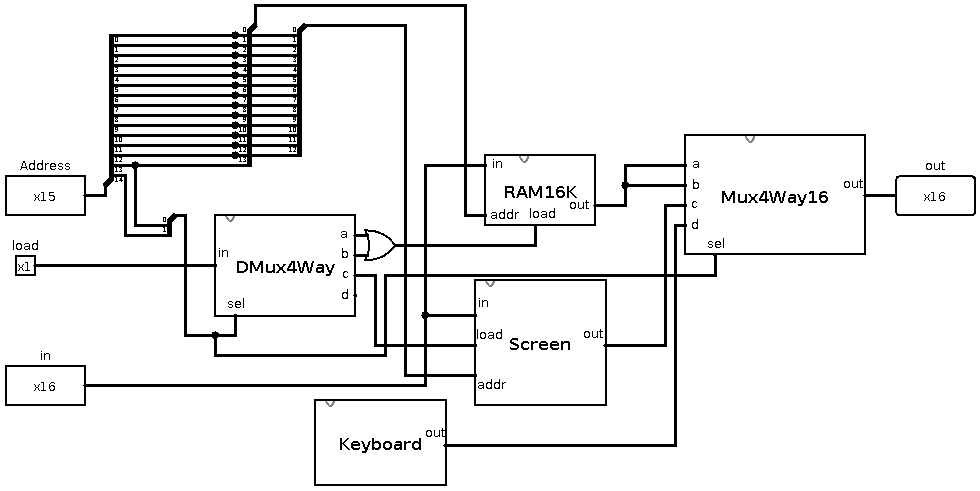 0
1
2
3
4
5
6
7
8
9
10
11
12
13
14
0
1
2
3
4
5
6
7
8
9
10
11
12
13
0
1
2
3
4
5
6
7
8
9
10
11
12
Address
x15
0
1
load
x1
in
DMux4Way
a
b
c
d
sel
in
x16
in
RAM16K
addr
load
out
in
load
Screen
addr
out
Keyboard
out
a
b
c
d
Mux4Way16
sel
out
out
x16